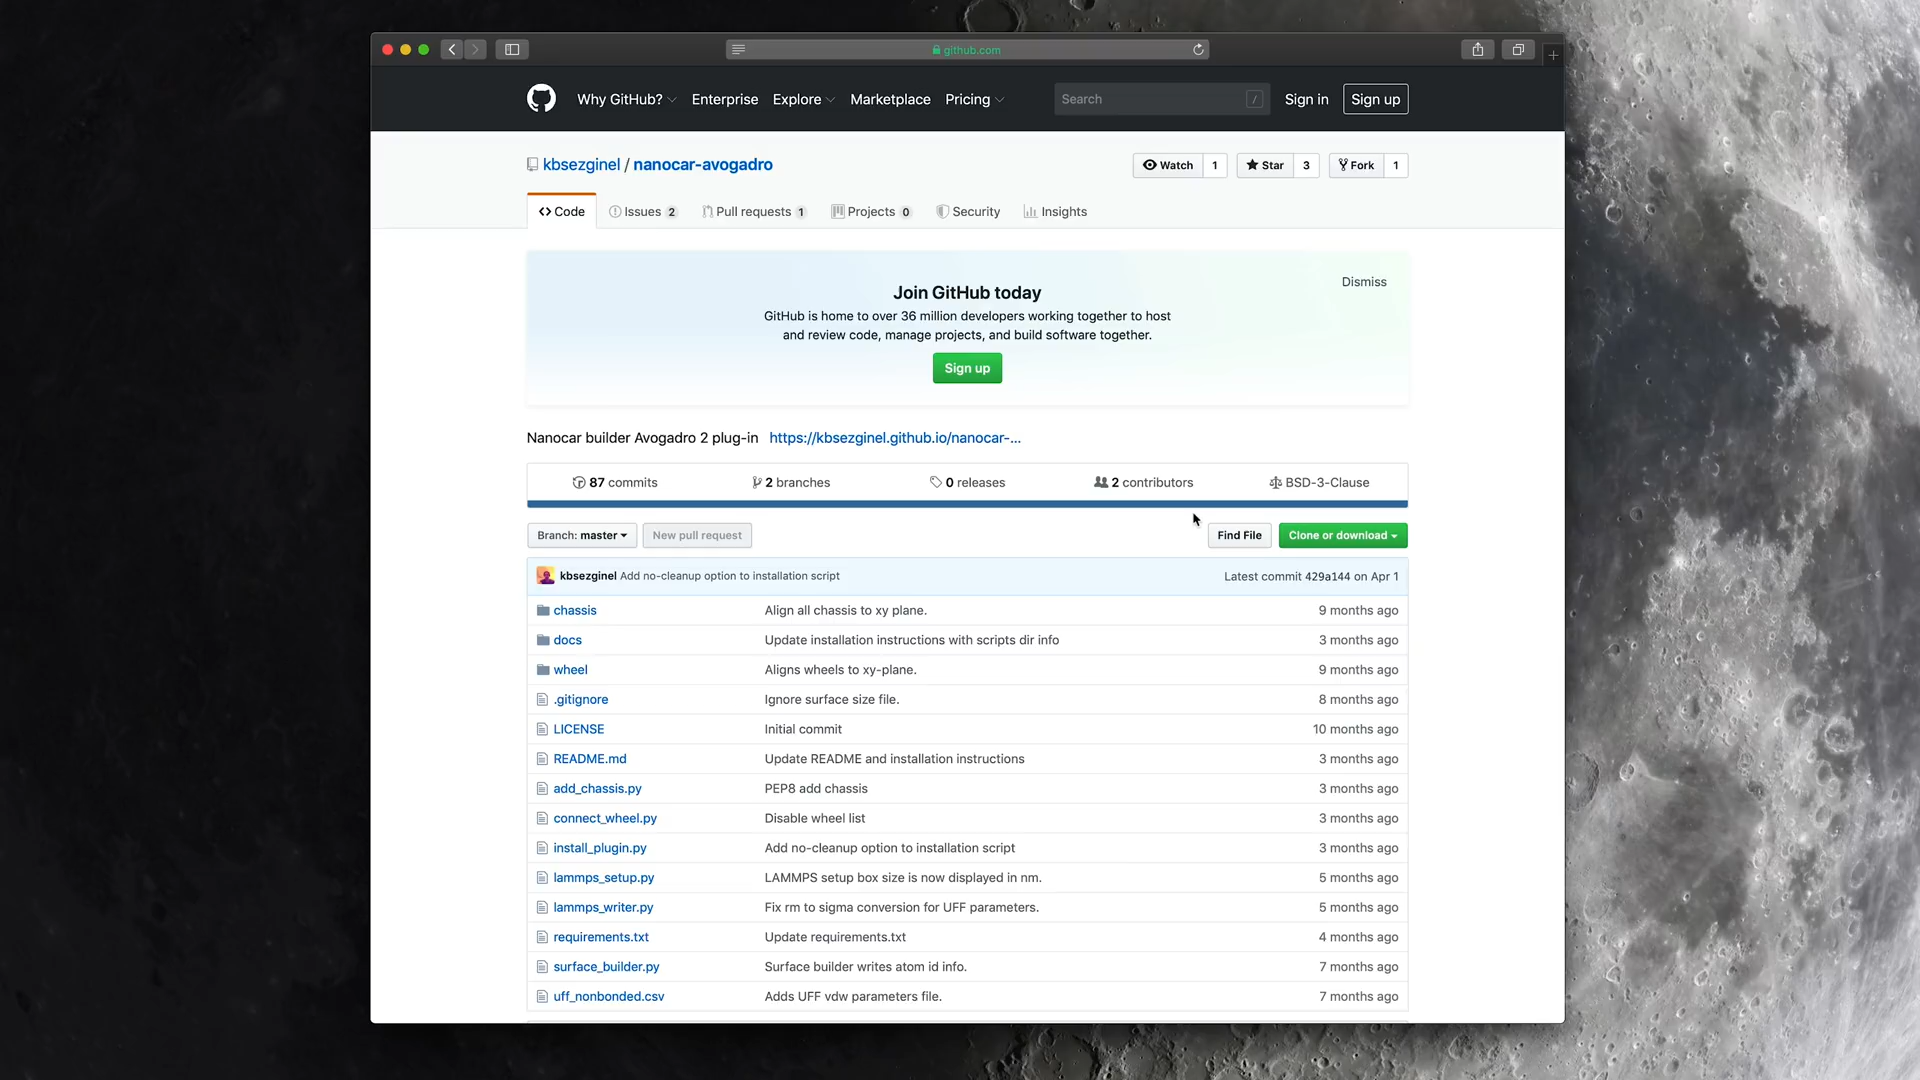 github.com
Why GitHub? Enterprise Explore Marketplace Pricing Search / Sign in Sign up
kbsezginel / nanocar-avogadro Watch 1 Star 3 Fork 1
Code Issues 2 Pull requests 1 Projects 0 Security Insights
Dismiss
Join GitHub today
GitHub is home to over 36 million developers working together to host
and review code, manage projects, and build software together.
Sign up
Nanocar builder Avogadro 2 plug-in https://kbsezginel.github.io/nanocar-...
87 commits 2 branches 0 releases 2 contributors BSD-3-Clause
Branch: master New pull request Find File Clone or download
kbsezginel Add no-cleanup option to installation script Latest commit 429a144 on Apr 1
chassis Align all chassis to xy plane. 9 months ago
docs Update installation instructions with scripts dir info 3 months ago
wheel Aligns wheels to xy-plane. 9 months ago
.gitignore Ignore surface size file. 8 months ago
LICENSE Initial commit 10 months ago
README.md Update README and installation instructions 3 months ago
add_chassis.py PEP8 add chassis 3 months ago
connect_wheel.py Disable wheel list 3 months ago
install_plugin.py Add no-cleanup option to installation script 3 months ago
lammps_setup.py LAMMPS setup box size is now displayed in nm. 5 months ago
lammps_writer.py Fix rm to sigma conversion for UFF parameters. 5 months ago
requirements.txt Update requirements.txt 4 months ago
surface_builder.py Surface builder writes atom id info. 7 months ago
uff_nonbonded.csv Adds UFF vdw parameters file. 7 months ago